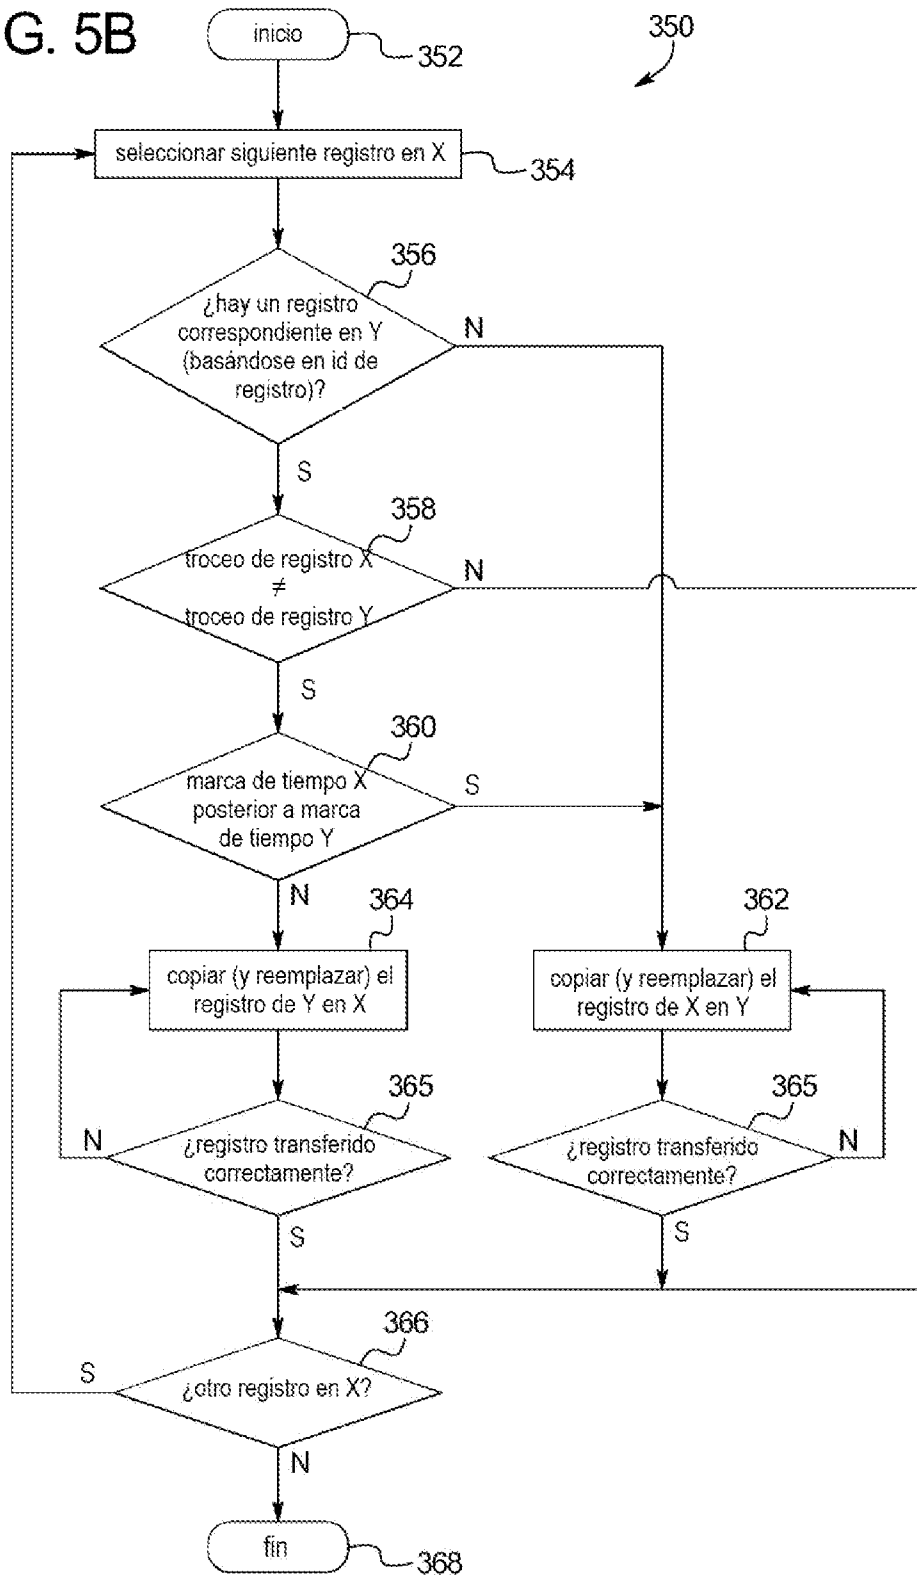 G. 5B
inicio
352
350
seleccionar siguiente registro en X
354
356
¿hay un registro
correspondiente en Y
(basándose en id de
registro)?
N
S
358
troceo de registro X
≠
troceo de registro Y
N
S
360
marca de tiempo X
posterior a marca
de tiempo Y
S
N
364
copiar (y reemplazar) el
registro de Y en X
362
copiar (y reemplazar) el
registro de X en Y
365
¿registro transferido
correctamente?
N
S
365
¿registro transferido
correctamente?
N
S
366
¿otro registro en X?
S
N
fin
368